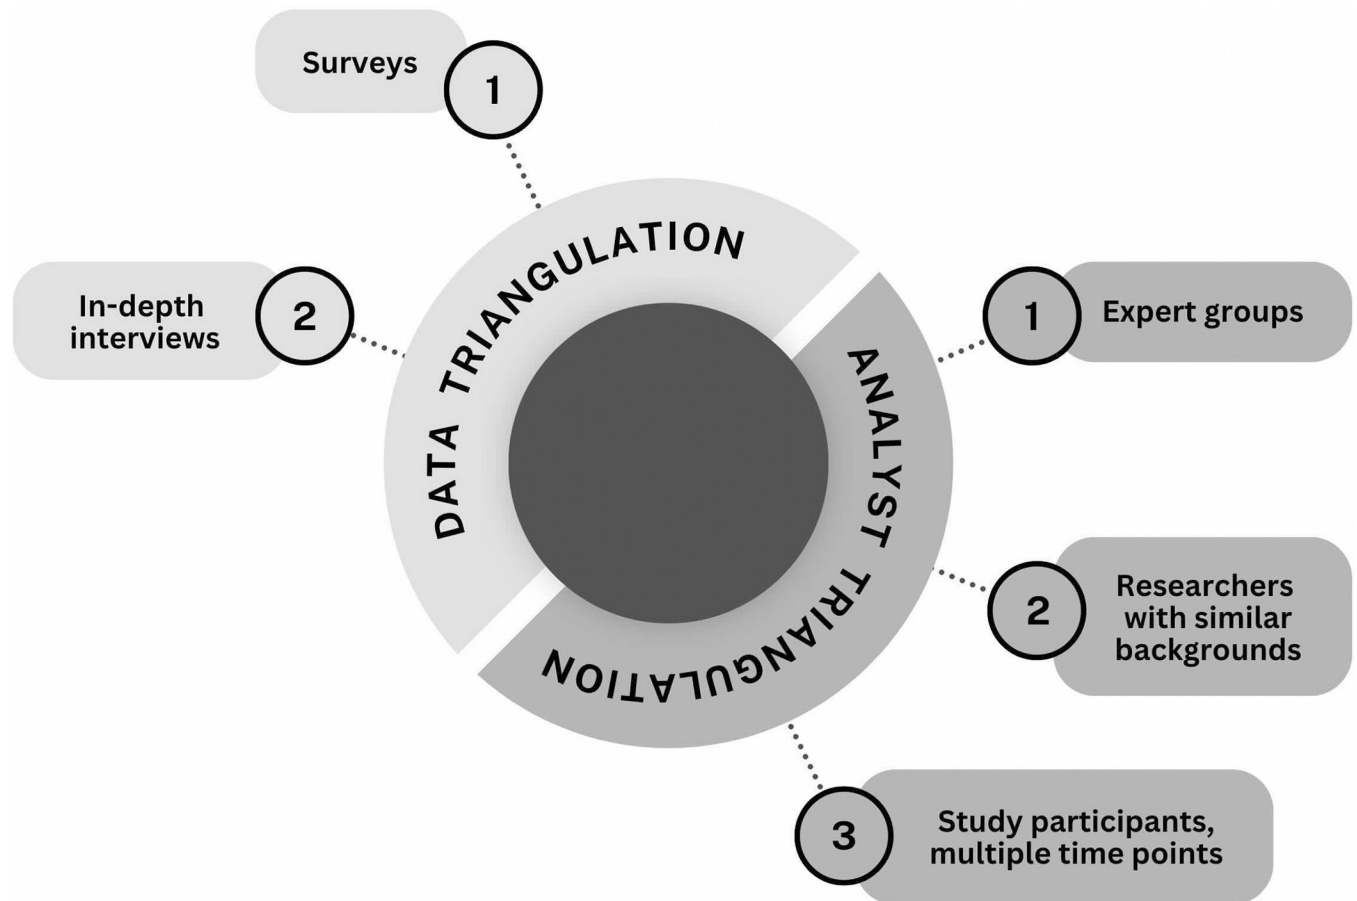 Surveys
1
In-depth
interviews
2
DATA TRIANGULATION
ANALYST TRIANGULATION
1
Expert groups
2
Researchers
with similar
backgrounds
3
Study participants,
multiple time points